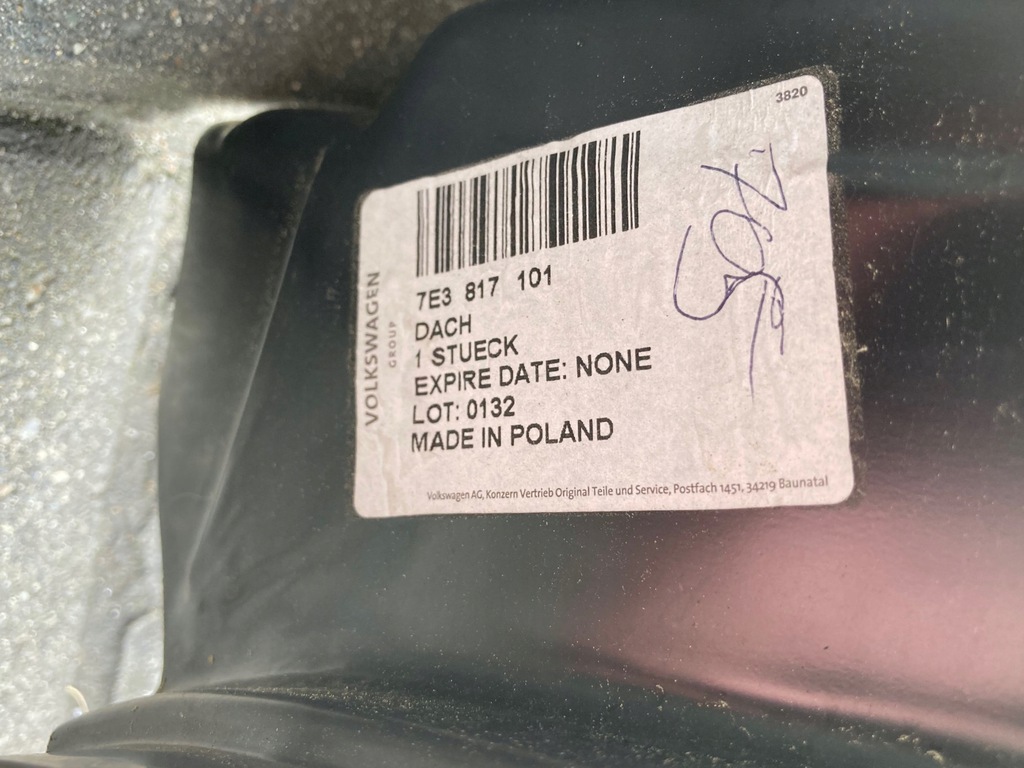 3820
VOLKSWAGEN
GROUP
7E3 817 101
DACH
1 STUECK
EXPIRE DATE: NONE
LOT: 0132
MADE IN POLAND
Volkswagen AG, Konzern Vertrieb Original Teile und Service, Postfach 1451, 34219 Baunatal